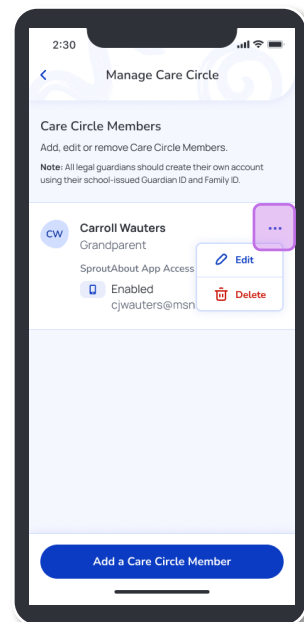 2:30
Manage Care Circle
Care Circle Members
Add, edit or remove Care Circle Members.
Note: All legal guardians should create their own account
using their school-issued Guardian ID and Family ID.
CW
Carroll Wauters
Grandparent
SproutAbout App Access
Enabled
cjwauters@msn
Edit
Delete
Add a Care Circle Member